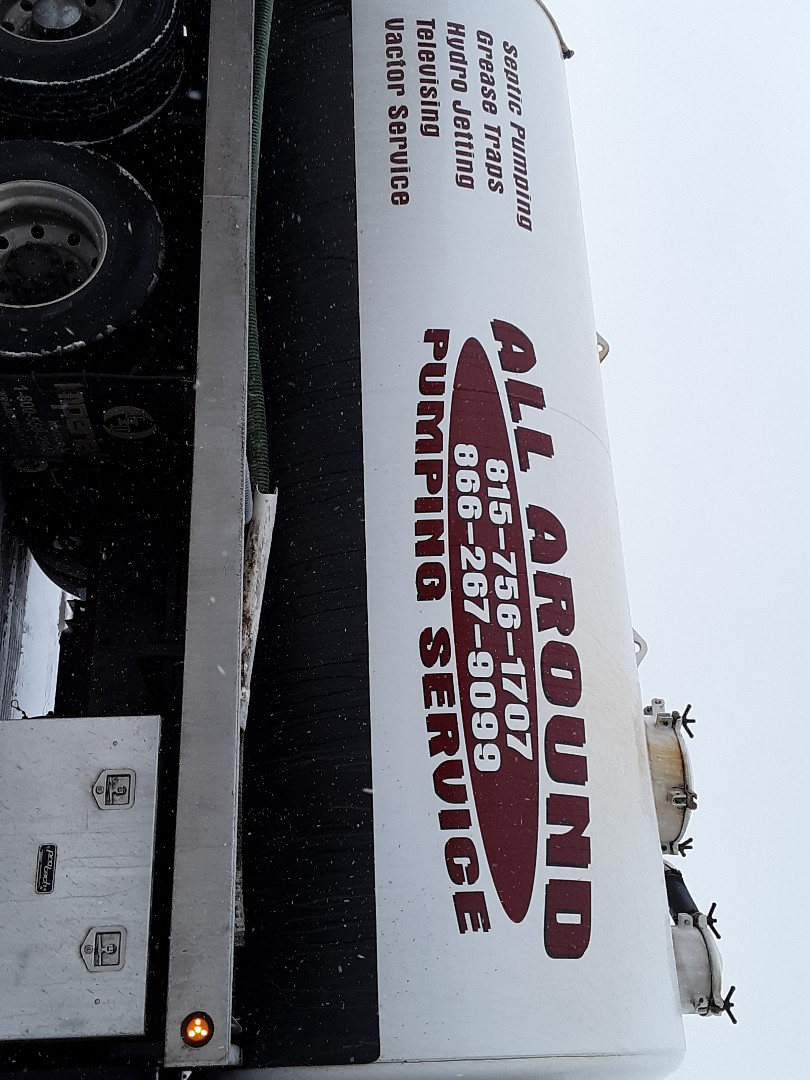 Septic Pumping
Grease Traps
Hydro Jetting
Televising
Vactor Service
ALL AROUND
815-756-1707
866-267-9099
PUMPING SERVICE